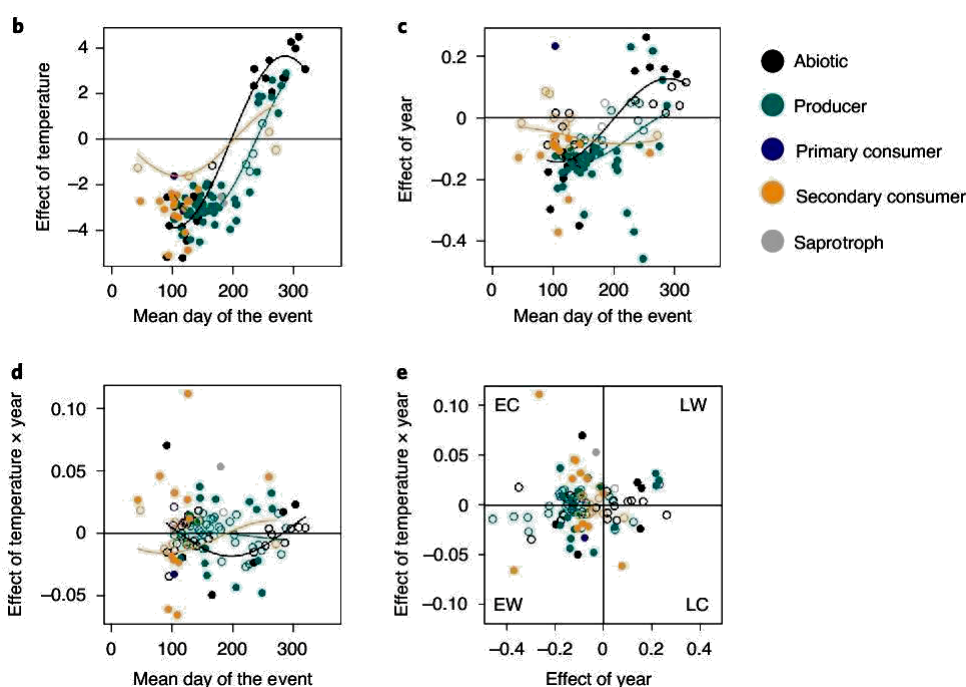 b
Effect of temperature
4
2
0
−2
−4
0 100 200 300
Mean day of the event
c
Effect of year
0.2
0
−0.2
−0.4
0 100 200 300
Mean day of the event
Abiotic
Producer
Primary consumer
Secondary consumer
Saprotroph
d
Effect of temperature × year
0.10
0.05
0
−0.05
0 100 200 300
Mean day of the event
e
Effect of temperature × year
EC LW
0.10
0.05
0
−0.05
−0.10
EW LC
−0.4 −0.2 0 0.2 0.4
Effect of year